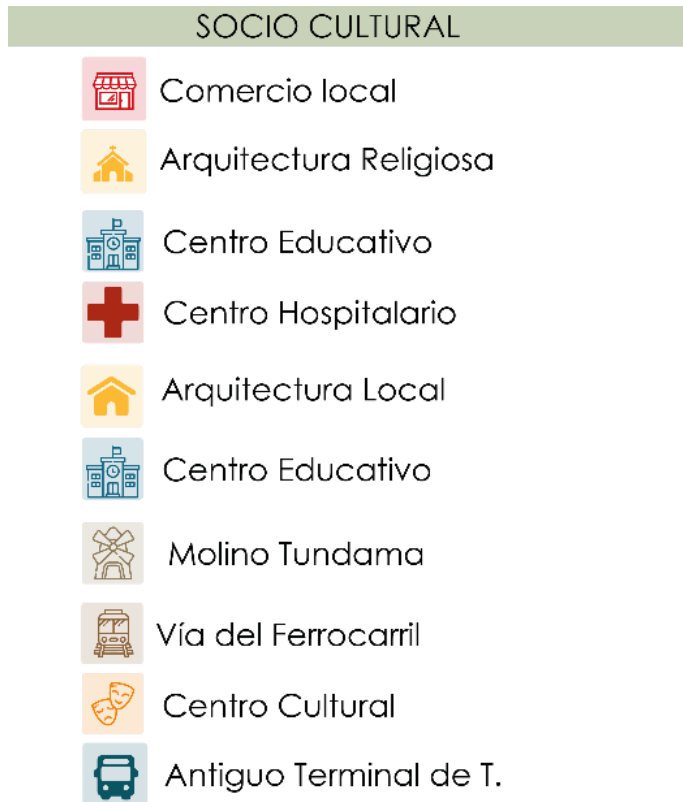 SOCIO CULTURAL
Comercio local
Arquitectura Religiosa
Centro Educativo
Centro Hospitalario
Arquitectura Local
Centro Educativo
Molino Tundama
Vía del Ferrocarril
Centro Cultural
Antiguo Terminal de T.